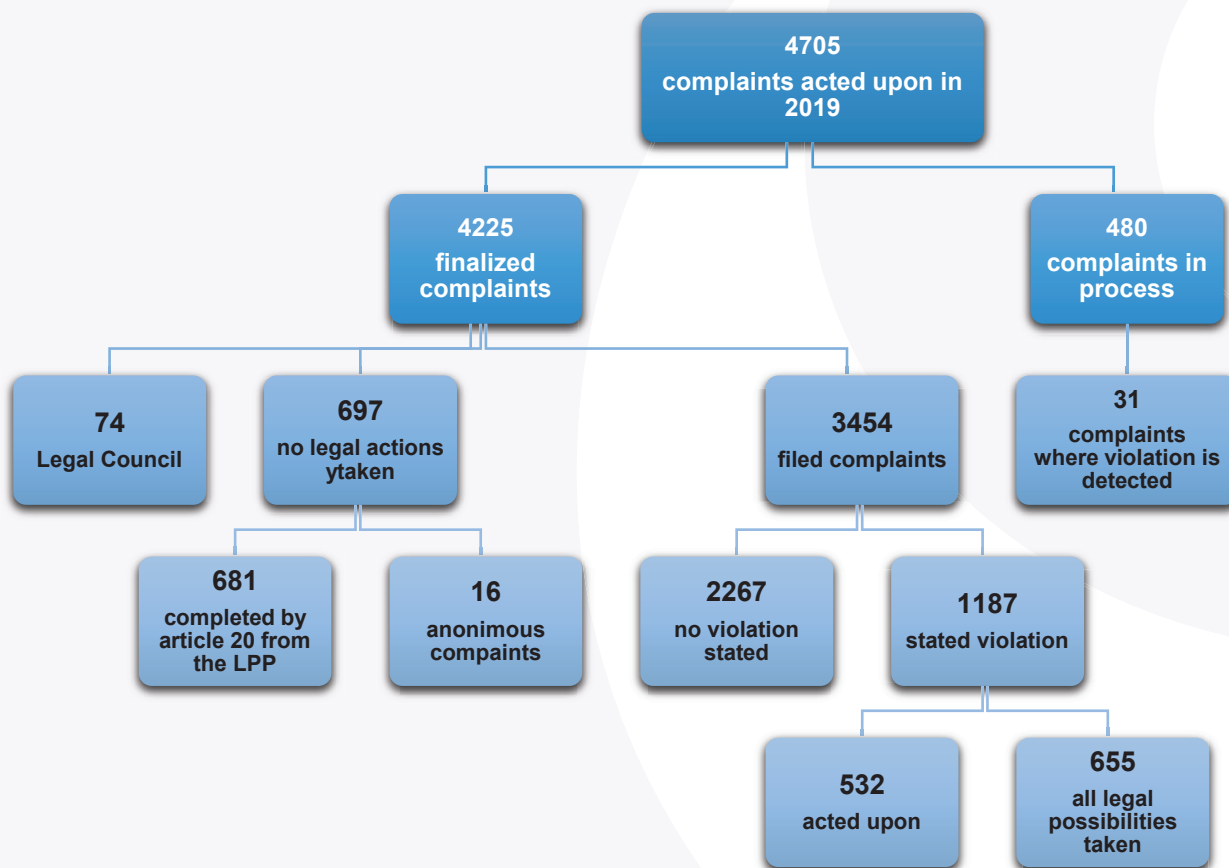 4705
complaints acted upon in
2019
4225
finalized
complaints
480
complaints in
process
74
Legal Council
697
no legal actions
ytaken
3454
filed complaints
31
complaints
where violation is
detected
681
completed by
article 20 from
the LPP
16
anonimous
compaints
2267
no violation
stated
1187
stated violation
532
acted upon
655
all legal
possibilities
taken